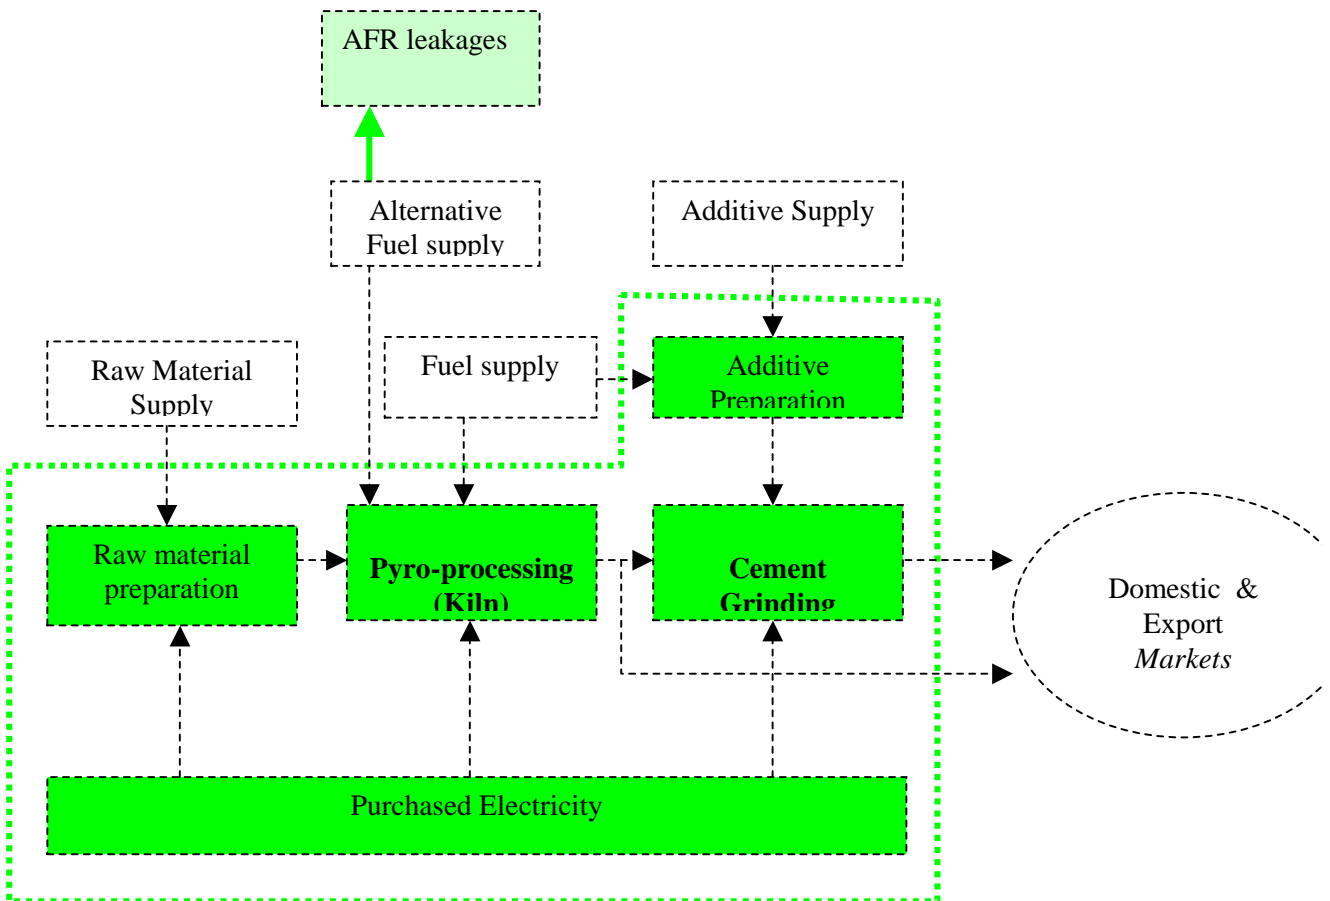 AFR leakages
Alternative
Fuel supply
Additive Supply
Raw Material
Supply
Fuel supply
Additive
Preparation
Raw material
preparation
Pyro-processing
(Kiln)
Cement
Grinding
Domestic &
Export
Markets
Purchased Electricity